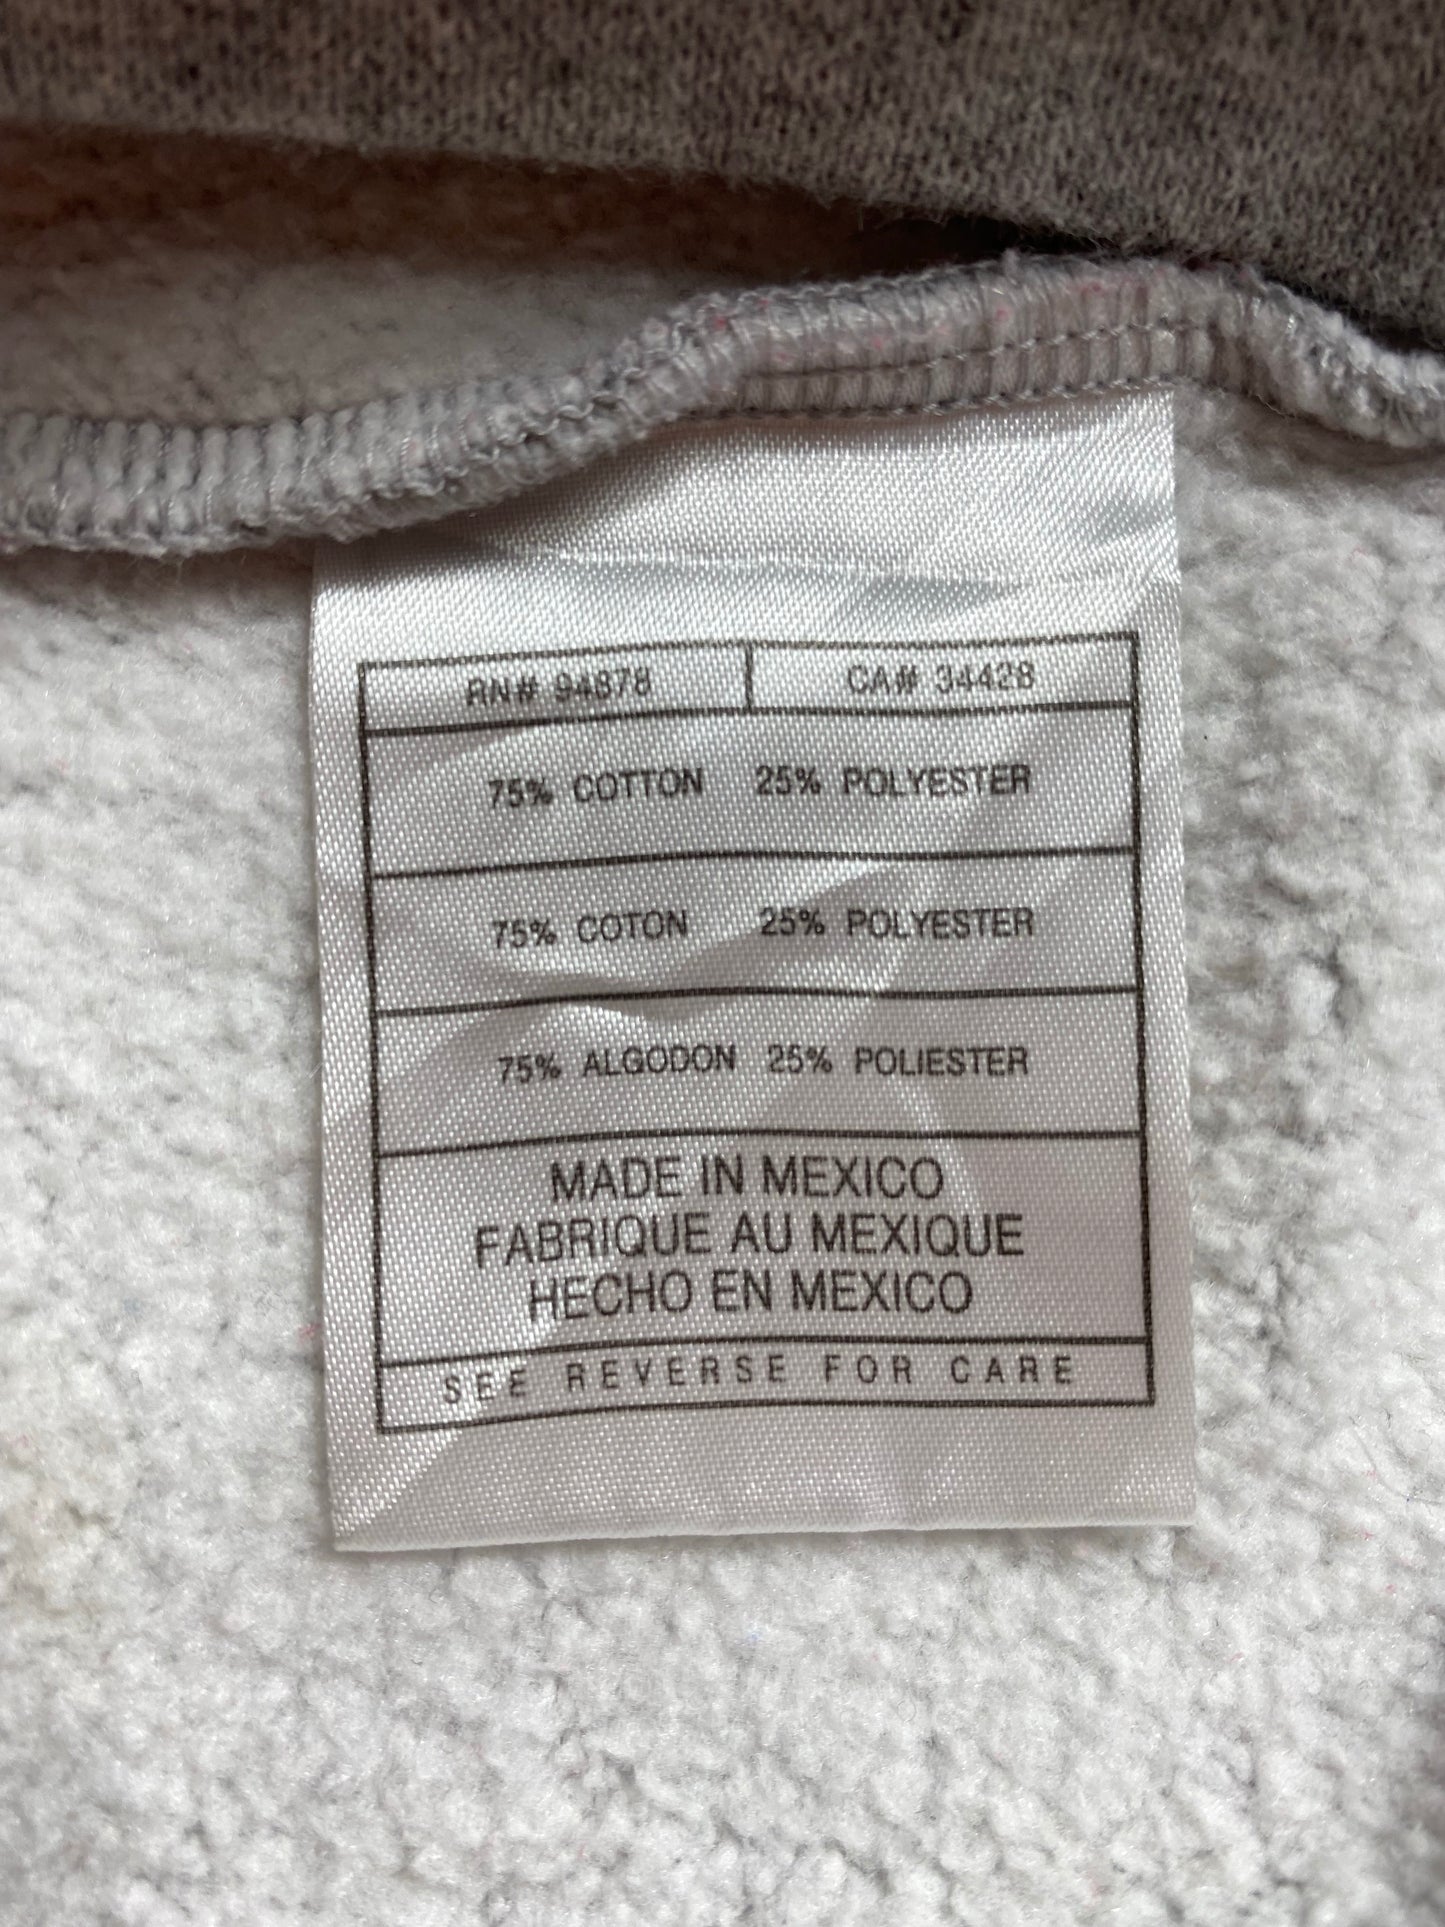 RN# 94878 CA# 34428
75% COTTON 25% POLYESTER
75% COTON 25% POLYESTER
75% ALGODON 25% POLIESTER
MADE IN MEXICO
FABRIQUE AU MEXIQUE
HECHO EN MEXICO
SEE REVERSE FOR CARE